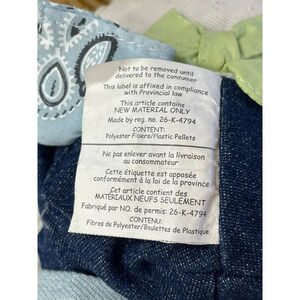 Not to be removed until
delivered to the consumer
This label is affixed in compliance
with Provincial law
This article contains
NEW MATERIAL ONLY
Made by reg. no. 26-K-4794
CONTENT:
Polyester Fibers/Plastic Pellets
Ne pas enlever avant la livraison
au consommateur
Cette étiquette est apposée
conformément à la loi de la province
Cet article contient des
MATÉRIAUX NEUFS SEULEMENT
Fabriqué par NO. de permis: 26-K-4794
CONTENU:
Fibres de Polyester/Boulettes de Plastique